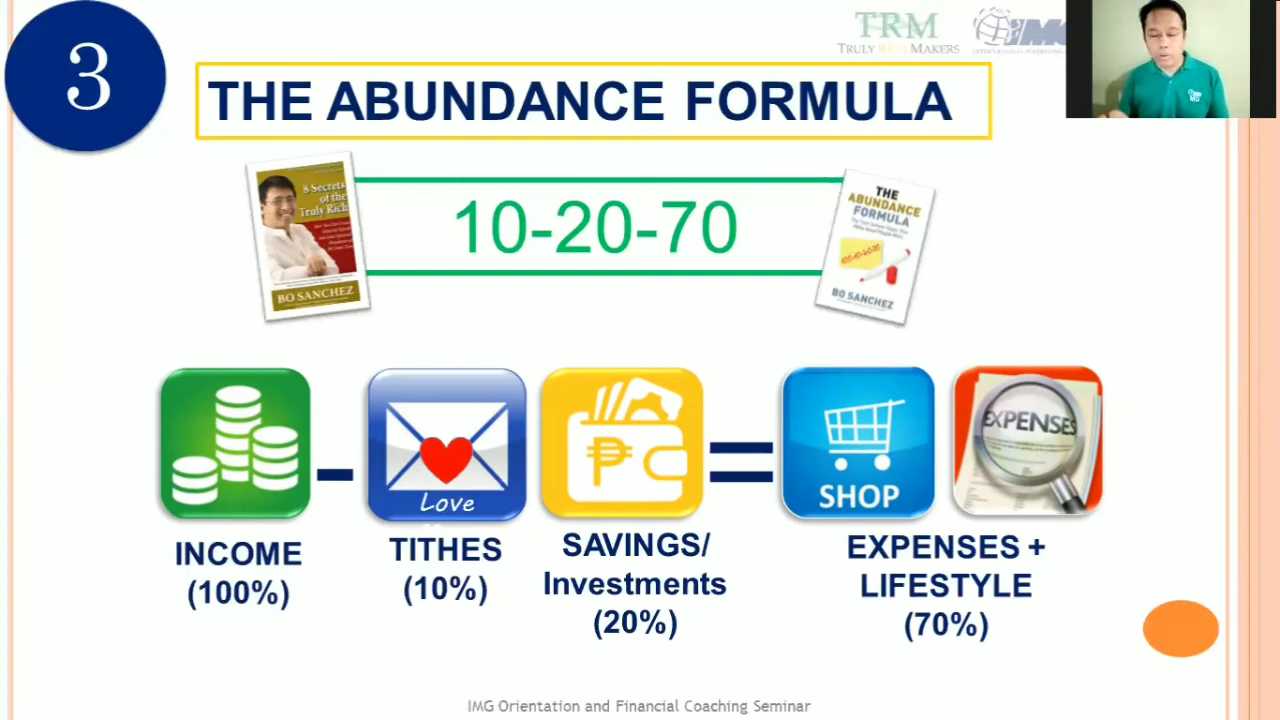 3
TRM
TRULY RICH MAKERS
IMG
THE ABUNDANCE FORMULA
8 Secrets
of the
Truly Rich
BO SANCHEZ
10-20-70
THE
ABUNDANCE
FORMULA
BO SANCHEZ
Love
₱
SHOP
EXPENSES
INCOME
(100%)
TITHES
(10%)
SAVINGS/
Investments
(20%)
EXPENSES +
LIFESTYLE
(70%)
IMG Orientation and Financial Coaching Seminar